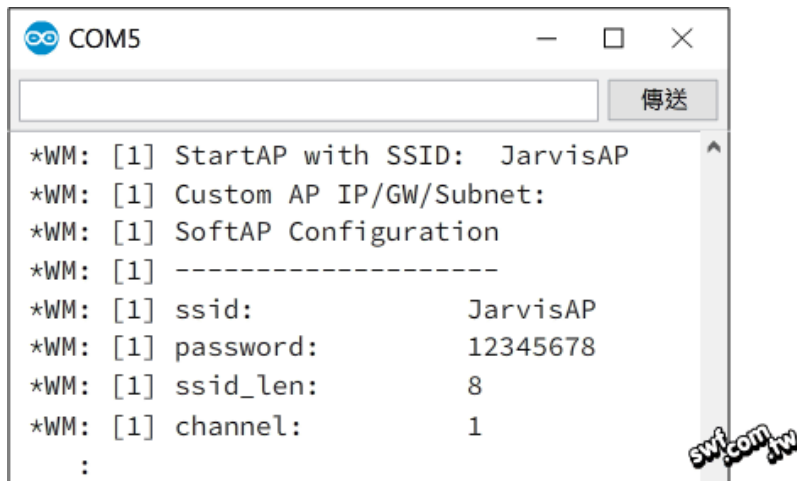 COM5
傳送
*WM: [1] StartAP with SSID:  JarvisAP
*WM: [1] Custom AP IP/GW/Subnet:
*WM: [1] SoftAP Configuration
*WM: [1] --------------------
*WM: [1] ssid:             JarvisAP
*WM: [1] password:         12345678
*WM: [1] ssid_len:         8
*WM: [1] channel:          1
:
swf.com.tw